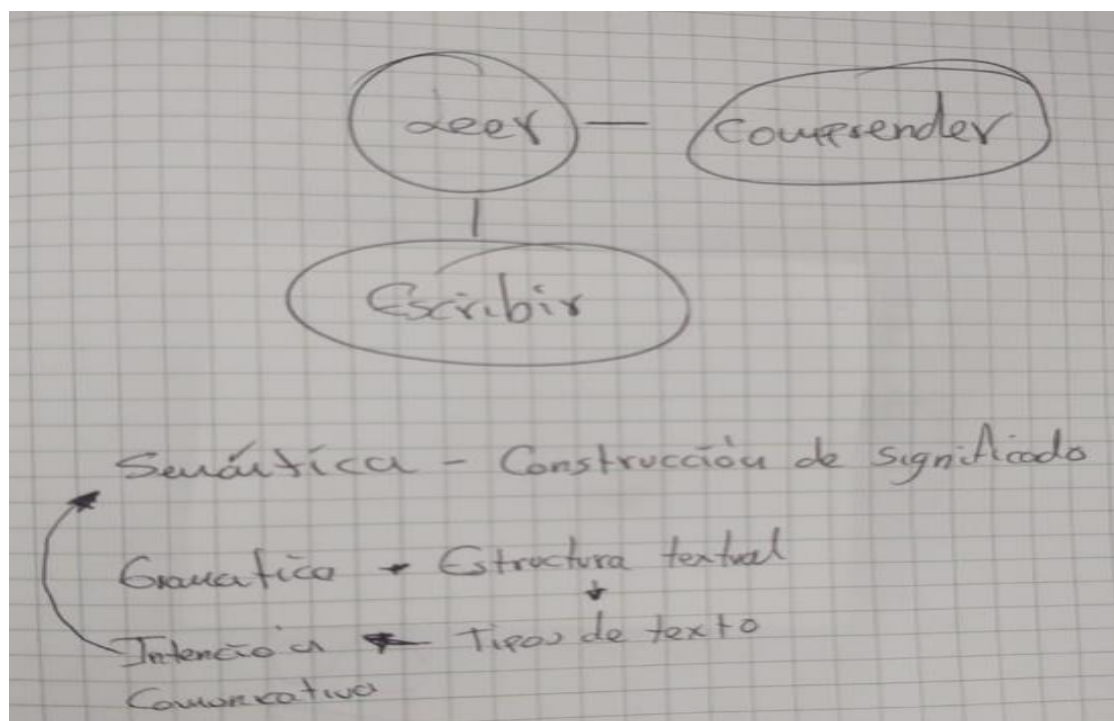 Leer — Comprender
Escribir
Semántica - Construcción de significado
Gramatica - Estructura textual
Intención ← Tipos de texto
Comunicativa